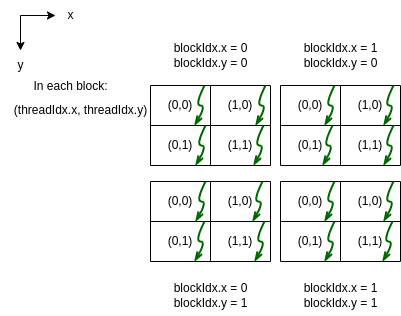 x
y
blockIdx.x = 0
blockIdx.y = 0
blockIdx.x = 1
blockIdx.y = 0
In each block:
(threadIdx.x, threadIdx.y)
(0,0) (1,0) (0,0) (1,0)
(0,1) (1,1) (0,1) (1,1)
(0,0) (1,0) (0,0) (1,0)
(0,1) (1,1) (0,1) (1,1)
blockIdx.x = 0
blockIdx.y = 1
blockIdx.x = 1
blockIdx.y = 1